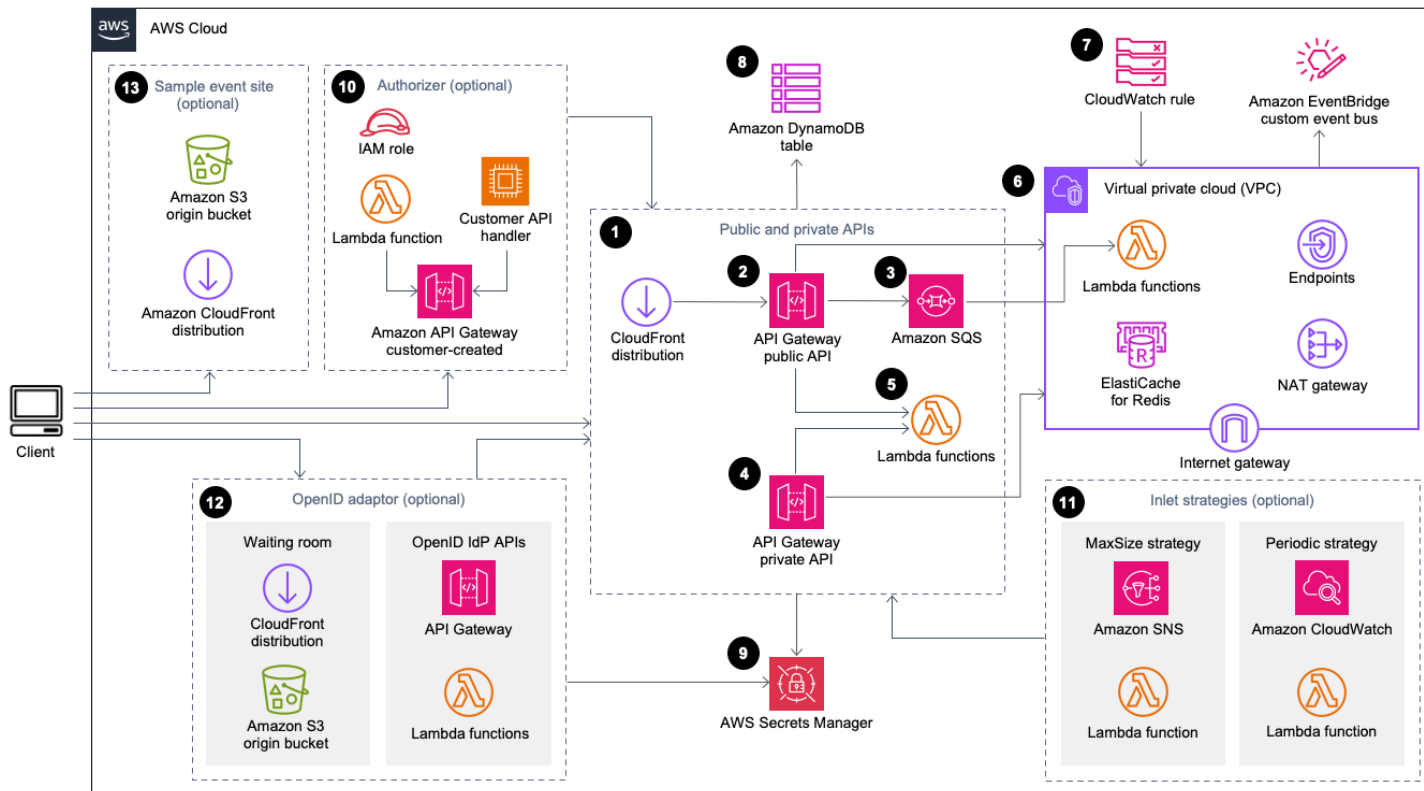 aws
AWS Cloud
13
Sample event site
(optional)
Amazon S3
origin bucket
Amazon CloudFront
distribution
10
Authorizer (optional)
IAM role
Lambda function
Customer API
handler
Amazon API Gateway
customer-created
8
Amazon DynamoDB
table
7
CloudWatch rule
Amazon EventBridge
custom event bus
1
Public and private APIs
CloudFront
distribution
2
API Gateway
public API
3
Amazon SQS
5
Lambda functions
4
API Gateway
private API
6
Virtual private cloud (VPC)
Lambda functions
Endpoints
R
ElastiCache
for Redis
NAT gateway
Internet gateway
Client
12
OpenID adaptor (optional)
Waiting room
CloudFront
distribution
Amazon S3
origin bucket
OpenID IdP APIs
API Gateway
Lambda functions
9
AWS Secrets Manager
11
Inlet strategies (optional)
MaxSize strategy
Amazon SNS
Lambda function
Periodic strategy
Amazon CloudWatch
Lambda function